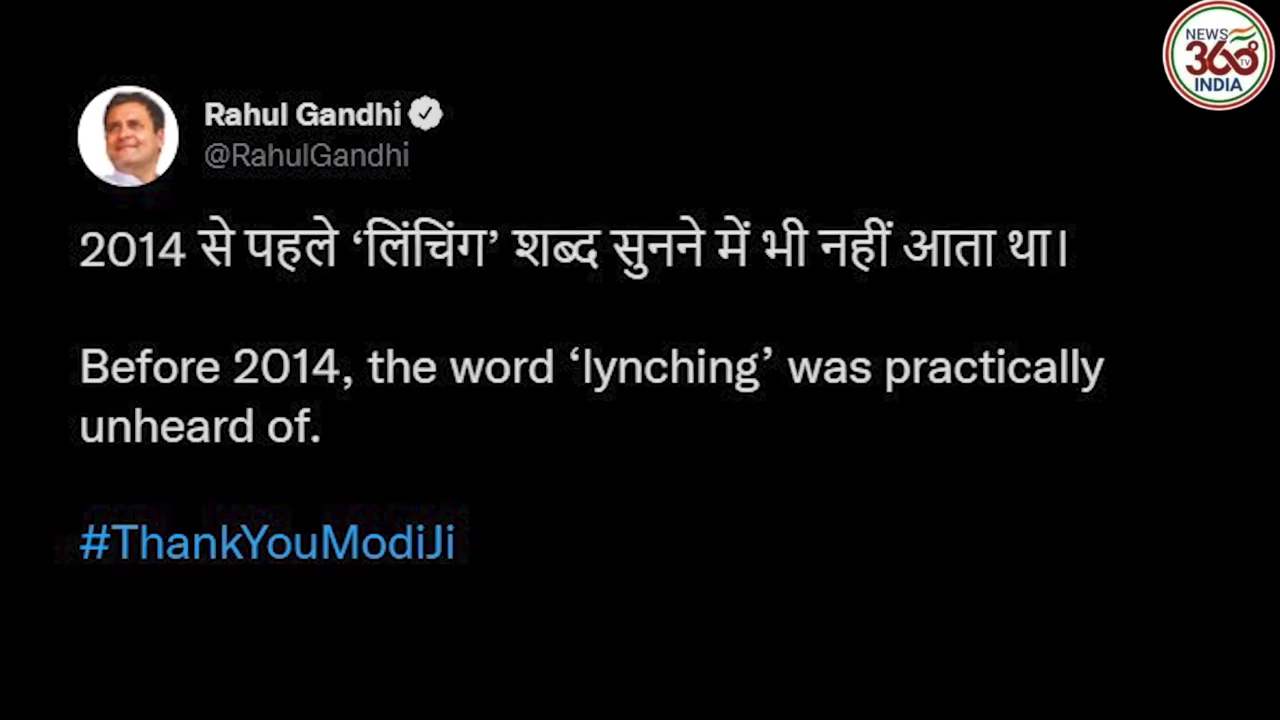 NEWS
360
TV
INDIA
Rahul Gandhi
@RahulGandhi
2014 से पहले ‘लिंचिंग’ शब्द सुनने में भी नहीं आता था।
Before 2014, the word ‘lynching’ was practically
unheard of.
#ThankYouModiJi